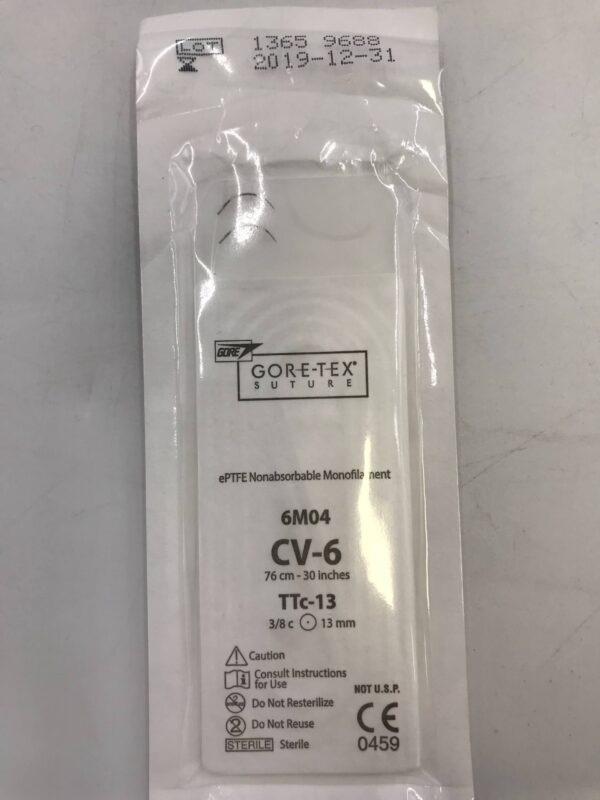 LOT 1365 9688
2019-12-31
GORE
GORE-TEX®
SUTURE
ePTFE Nonabsorbable Monofilament
6M04
CV-6
76 cm - 30 inches
TTc-13
3/8 c 13 mm
Caution
Consult Instructions
for Use
Do Not Resterilize
Do Not Reuse
STERILE Sterile
NOT U.S.P.
CE
0459